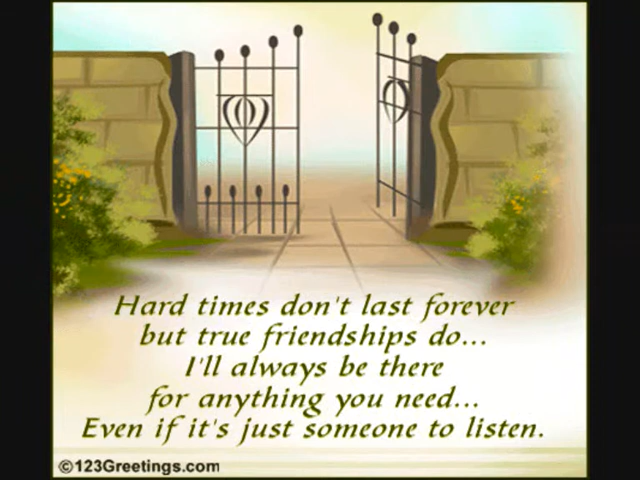 Hard times don't last forever
but true friendships do...
I'll always be there
for anything you need...
Even if it's just someone to listen.
©123Greetings.com